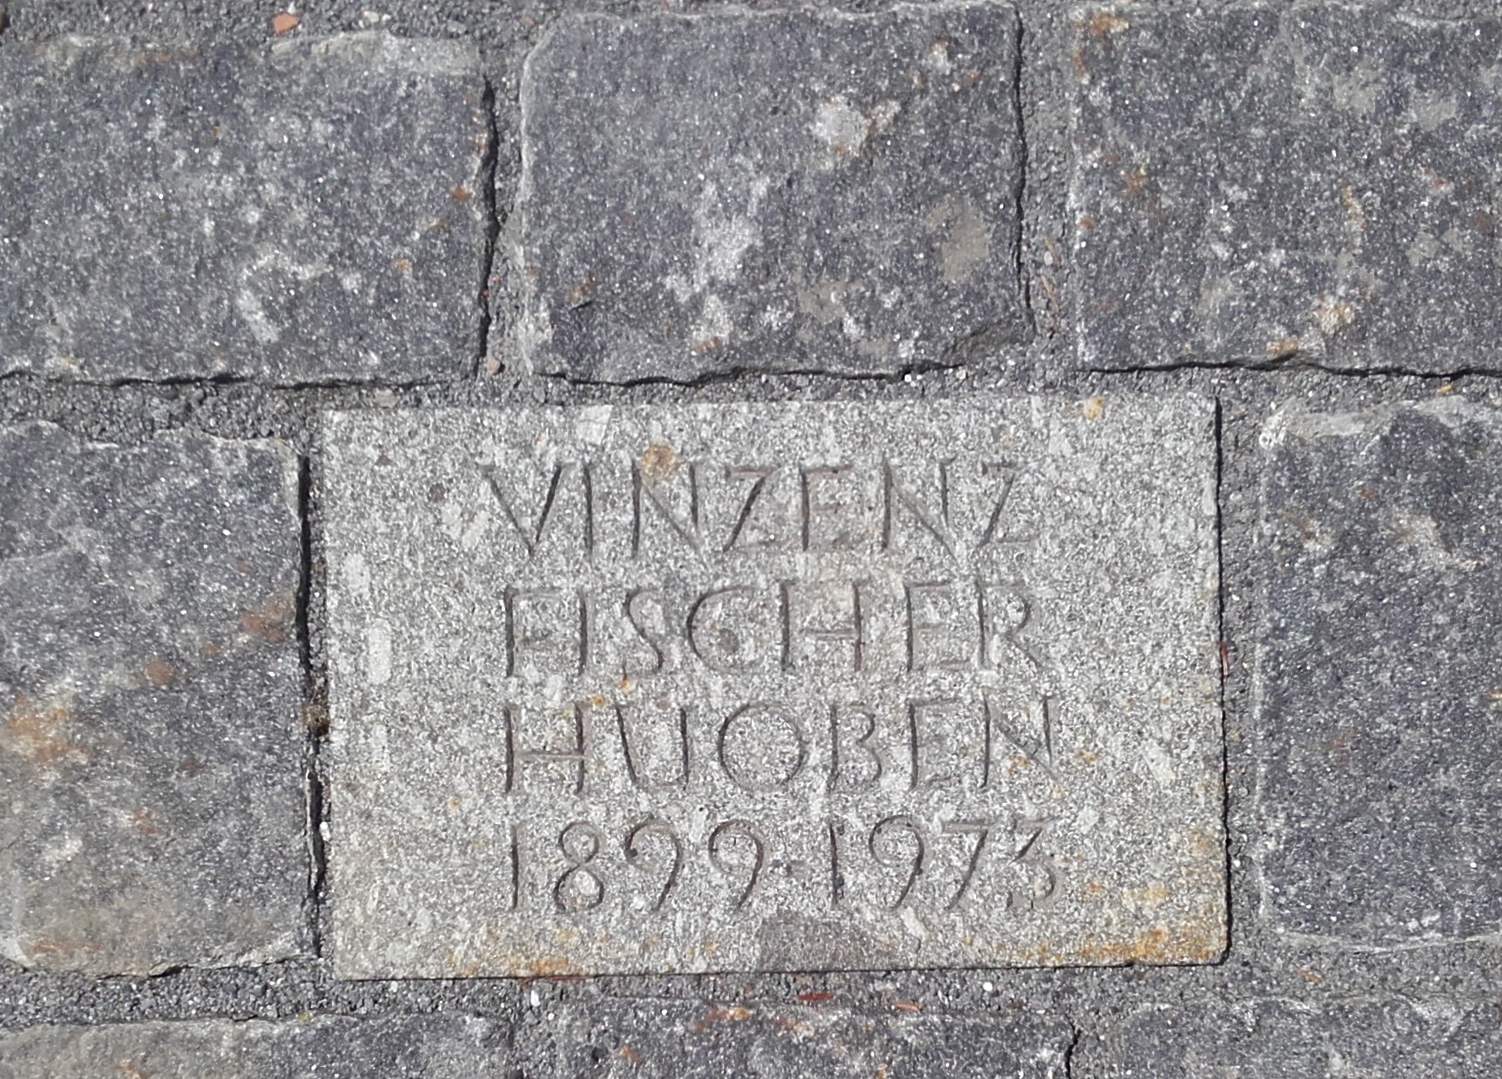 VINZENZ
FISCHER
HUOBEN
1899·1973